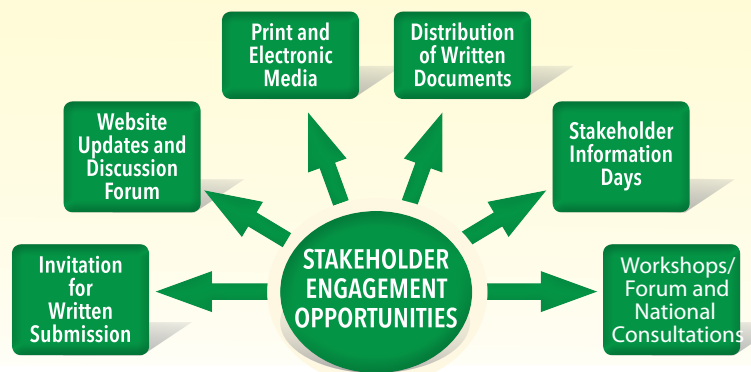 Print and
Electronic
Media
Distribution
of Written
Documents
Website
Updates and
Discussion
Forum
Stakeholder
Information
Days
Invitation
for
Written
Submission
STAKEHOLDER
ENGAGEMENT
OPPORTUNITIES
Workshops/
Forum and
National
Consultations